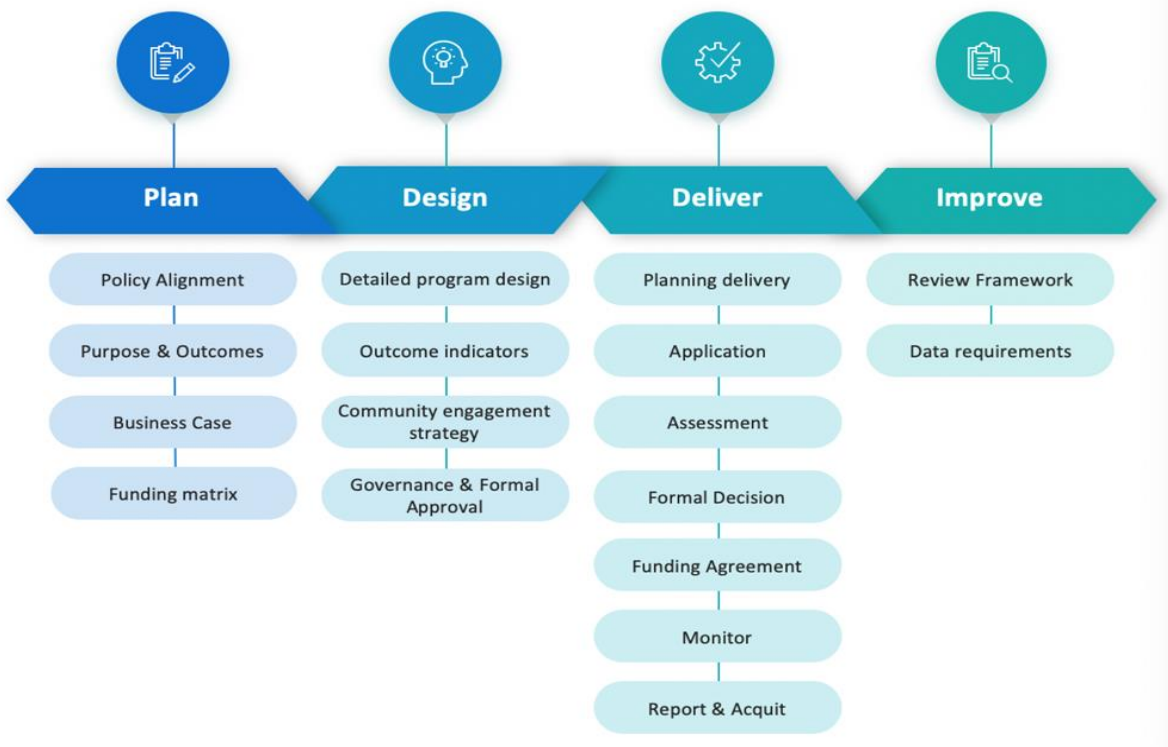 Plan
Policy Alignment
Purpose & Outcomes
Business Case
Funding matrix
Design
Detailed program design
Outcome indicators
Community engagement
strategy
Governance & Formal
Approval
Deliver
Planning delivery
Application
Assessment
Formal Decision
Funding Agreement
Monitor
Report & Acquit
Improve
Review Framework
Data requirements